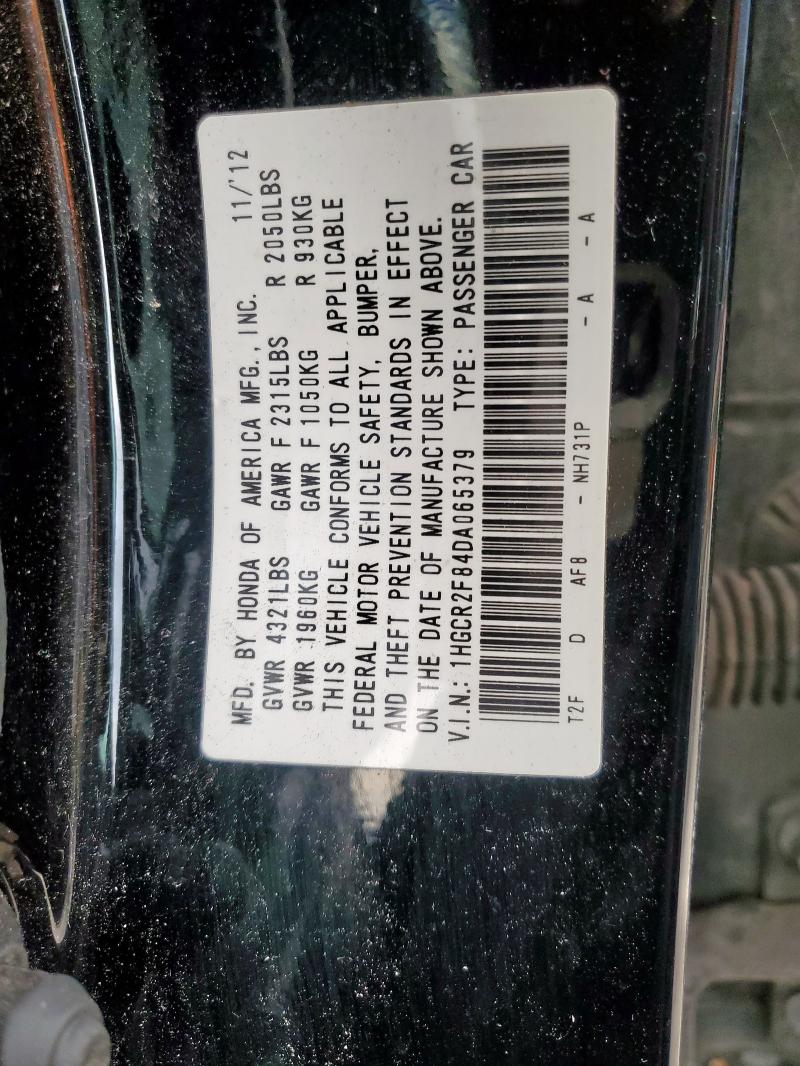 MFD. BY HONDA OF AMERICA MFG., INC. 11/'12
GVWR 4321LBS GAWR F 2315LBS R 2050LBS
GVWR 1960KG GAWR F 1050KG R 930KG
THIS VEHICLE CONFORMS TO ALL APPLICABLE
FEDERAL MOTOR VEHICLE SAFETY, BUMPER,
AND THEFT PREVENTION STANDARDS IN EFFECT
ON THE DATE OF MANUFACTURE SHOWN ABOVE.
V.I.N.: 1HGCR2F84DA065379 TYPE: PASSENGER CAR
T2F D AF8 - NH731P - A - A